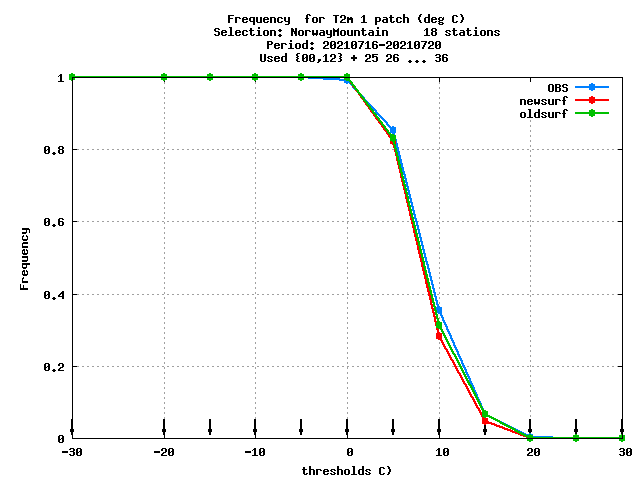 Frequency  for T2m 1 patch (deg C)
Selection: NorwayMountain     18 stations
Period: 20210716-20210720
Used {00,12} + 25 26 ... 36
OBS
newsurf
oldsurf
1
0.8
0.6
0.4
0.2
0
Frequency
-30 -20 -10 0 10 20 30
thresholds C)